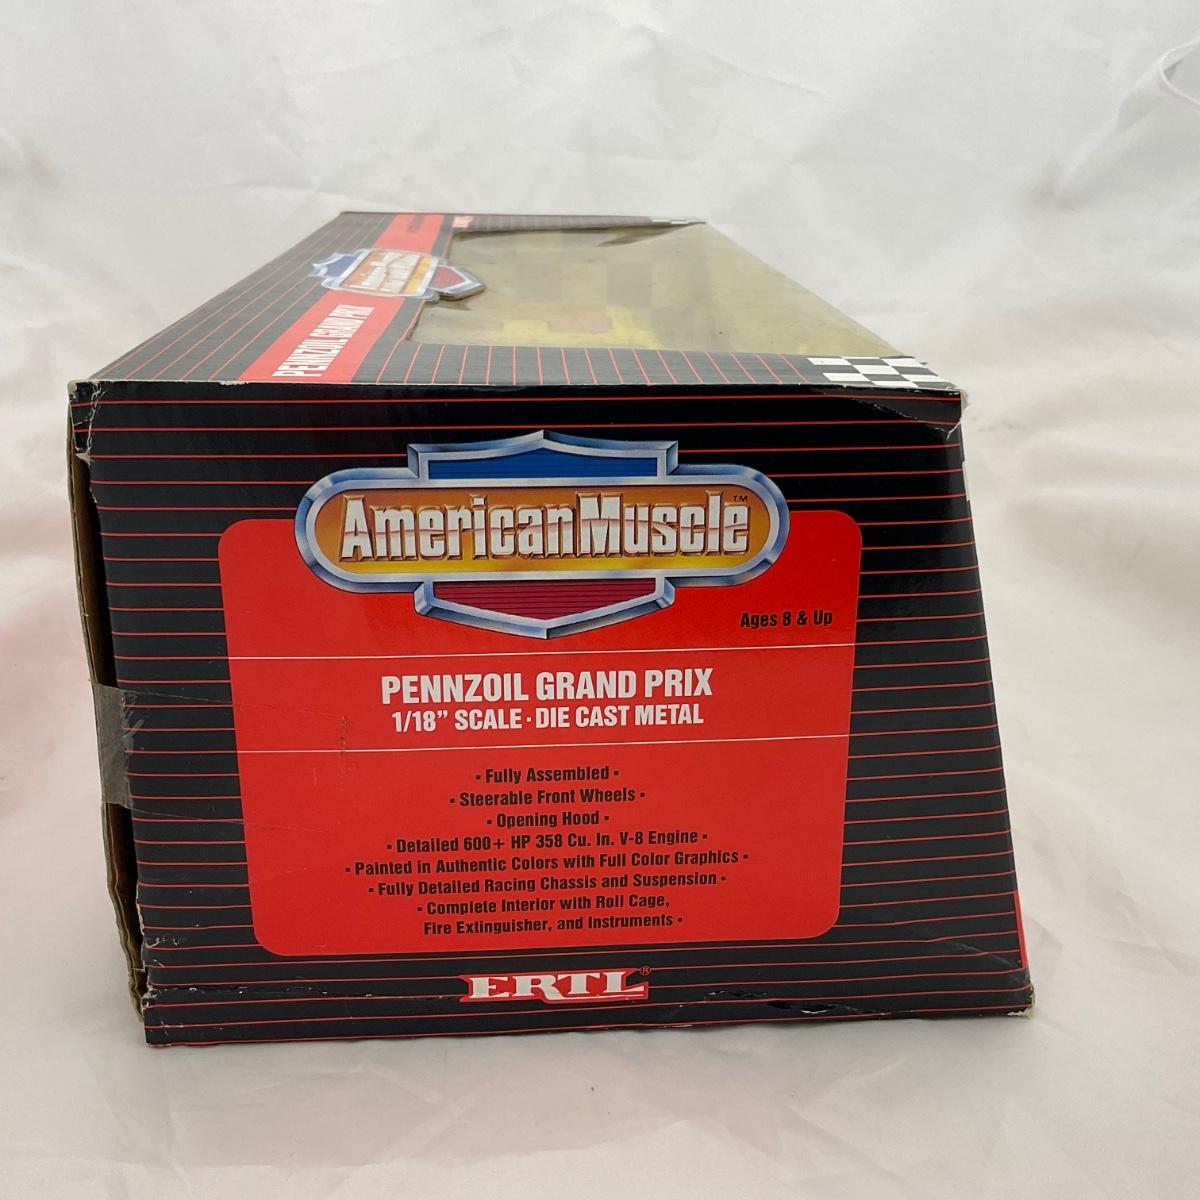 PENNZOIL GRAND PRIX
AmericanMuscle™
Ages 8 & Up
PENNZOIL GRAND PRIX
1/18” SCALE · DIE CAST METAL
• Fully Assembled •
• Steerable Front Wheels •
• Opening Hood •
• Detailed 600+ HP 358 Cu. In. V-8 Engine •
• Painted in Authentic Colors with Full Color Graphics •
• Fully Detailed Racing Chassis and Suspension •
• Complete Interior with Roll Cage,
Fire Extinguisher, and Instruments •
ERTL®